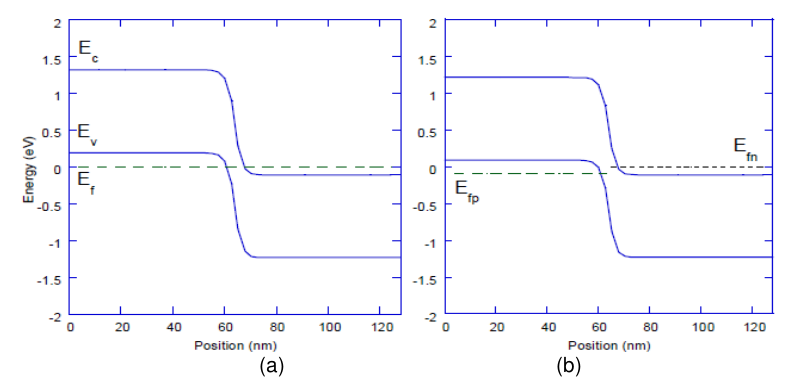 2
1.5
1
0.5
0
-0.5
-1
-1.5
-2
Energy (eV)
E_c
E_v
E_f
0 20 40 60 80 100 120
Position (nm)
(a)
2
1.5
1
0.5
0
-0.5
-1
-1.5
-2
E_fn
E_fp
0 20 40 60 80 100 120
Position (nm)
(b)